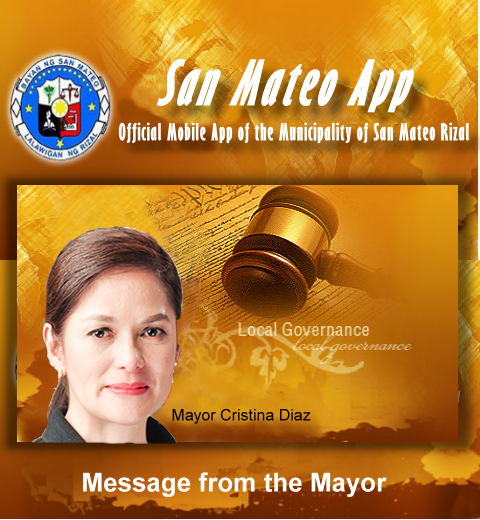 BAYAN NG SAN MATEO
LALAWIGAN NG RIZAL
San Mateo App
Official Mobile App of the Municipality of San Mateo Rizal
Local Governance
local governance
Mayor Cristina Diaz
Message from the Mayor